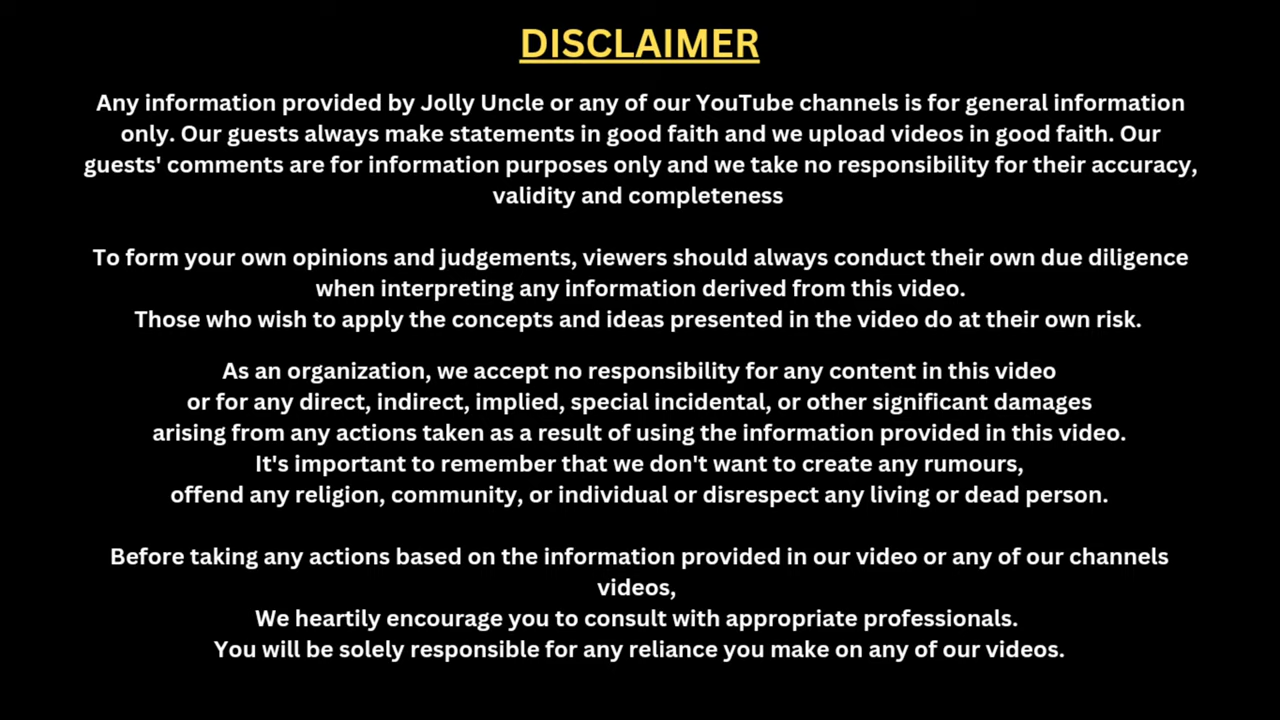 DISCLAIMER
Any information provided by Jolly Uncle or any of our YouTube channels is for general information
only. Our guests always make statements in good faith and we upload videos in good faith. Our
guests' comments are for information purposes only and we take no responsibility for their accuracy,
validity and completeness
To form your own opinions and judgements, viewers should always conduct their own due diligence
when interpreting any information derived from this video.
Those who wish to apply the concepts and ideas presented in the video do at their own risk.
As an organization, we accept no responsibility for any content in this video
or for any direct, indirect, implied, special incidental, or other significant damages
arising from any actions taken as a result of using the information provided in this video.
It's important to remember that we don't want to create any rumours,
offend any religion, community, or individual or disrespect any living or dead person.
Before taking any actions based on the information provided in our video or any of our channels
videos,
We heartily encourage you to consult with appropriate professionals.
You will be solely responsible for any reliance you make on any of our videos.